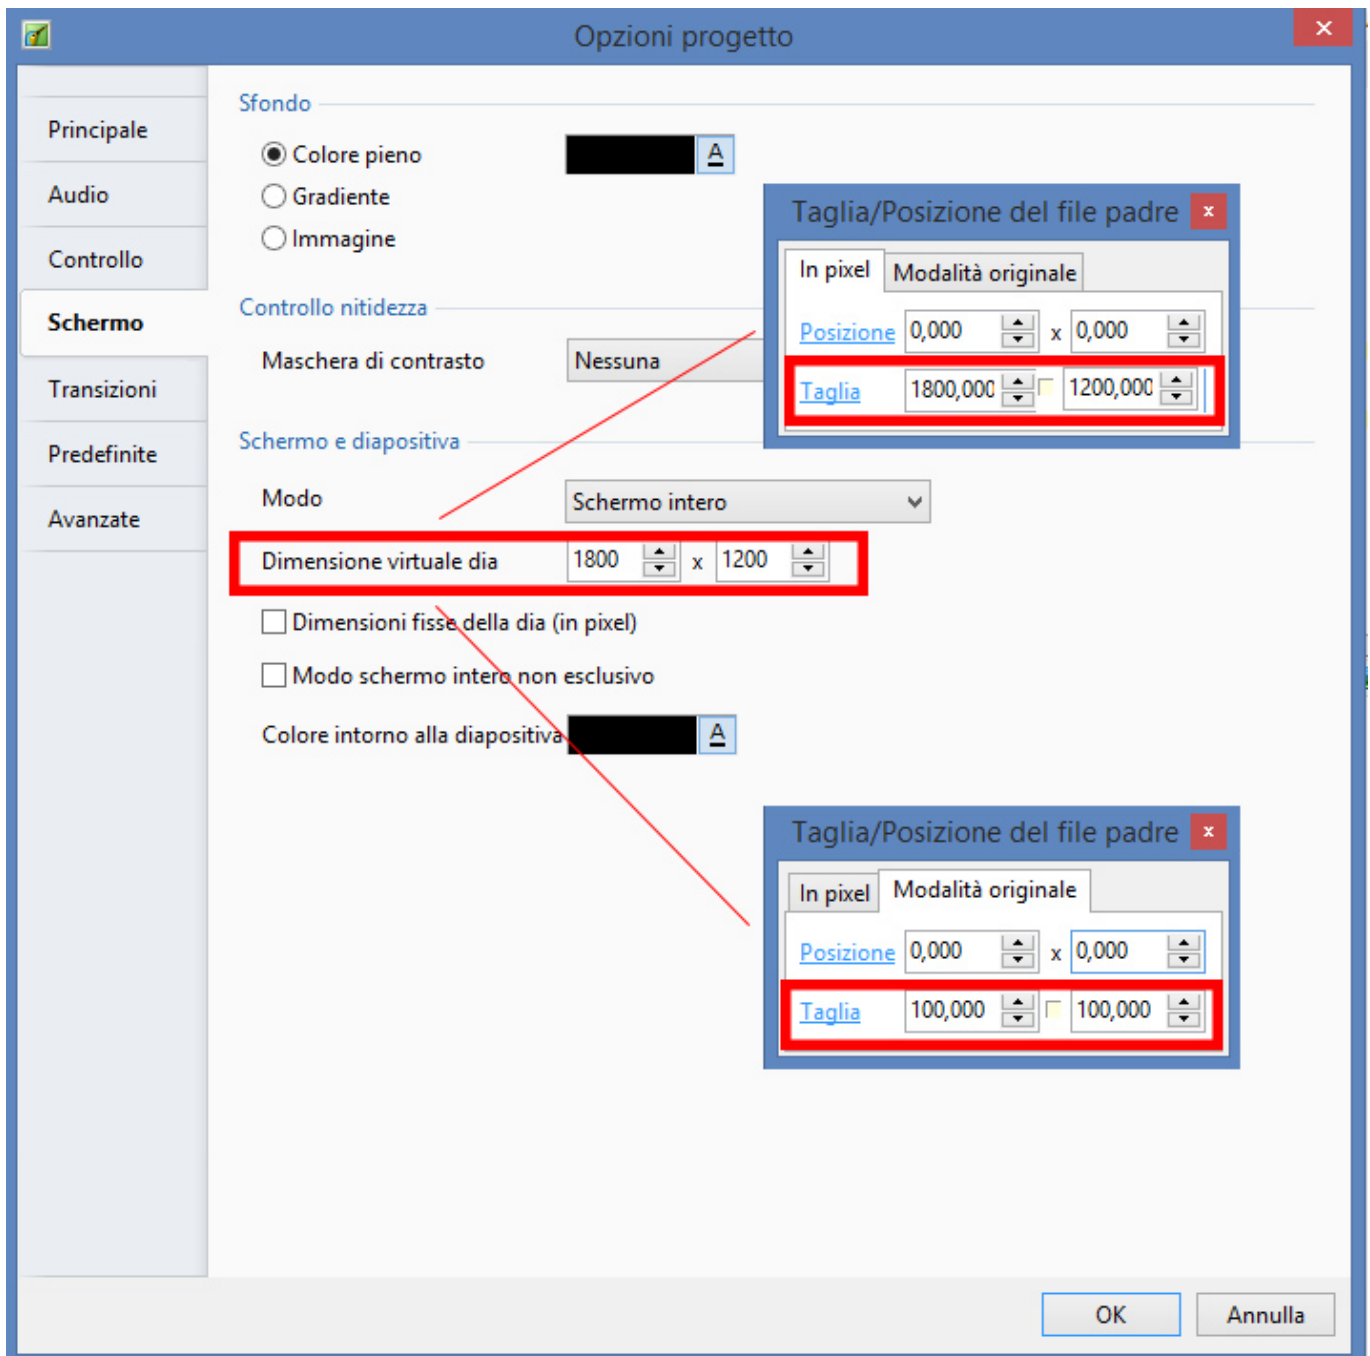 Opzioni progetto
Principale
Audio
Controllo
Schermo
Transizioni
Predefinite
Avanzate
Sfondo
Colore pieno A
Gradiente
Immagine
Controllo nitidezza
Maschera di contrasto Nessuna
Schermo e diapositiva
Modo Schermo intero
Dimensione virtuale dia 1800 x 1200
Dimensioni fisse della dia (in pixel)
Modo schermo intero non esclusivo
Colore intorno alla diapositiva A
Taglia/Posizione del file padre x
In pixel Modalità originale
Posizione 0,000 x 0,000
Taglia 1800,000 1200,000
Taglia/Posizione del file padre x
In pixel Modalità originale
Posizione 0,000 x 0,000
Taglia 100,000 100,000
OK Annulla